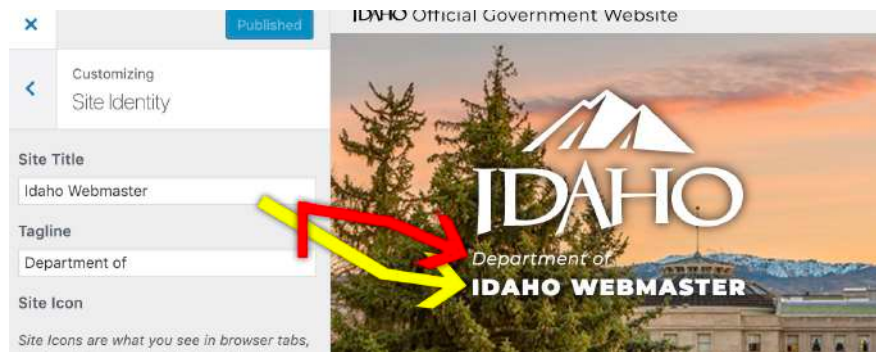 Published
Customizing
Site Identity
Site Title
Idaho Webmaster
Tagline
Department of
Site Icon
Site Icons are what you see in browser tabs,
IDAHO Official Government Website
IDAHO
Department of
IDAHO WEBMASTER